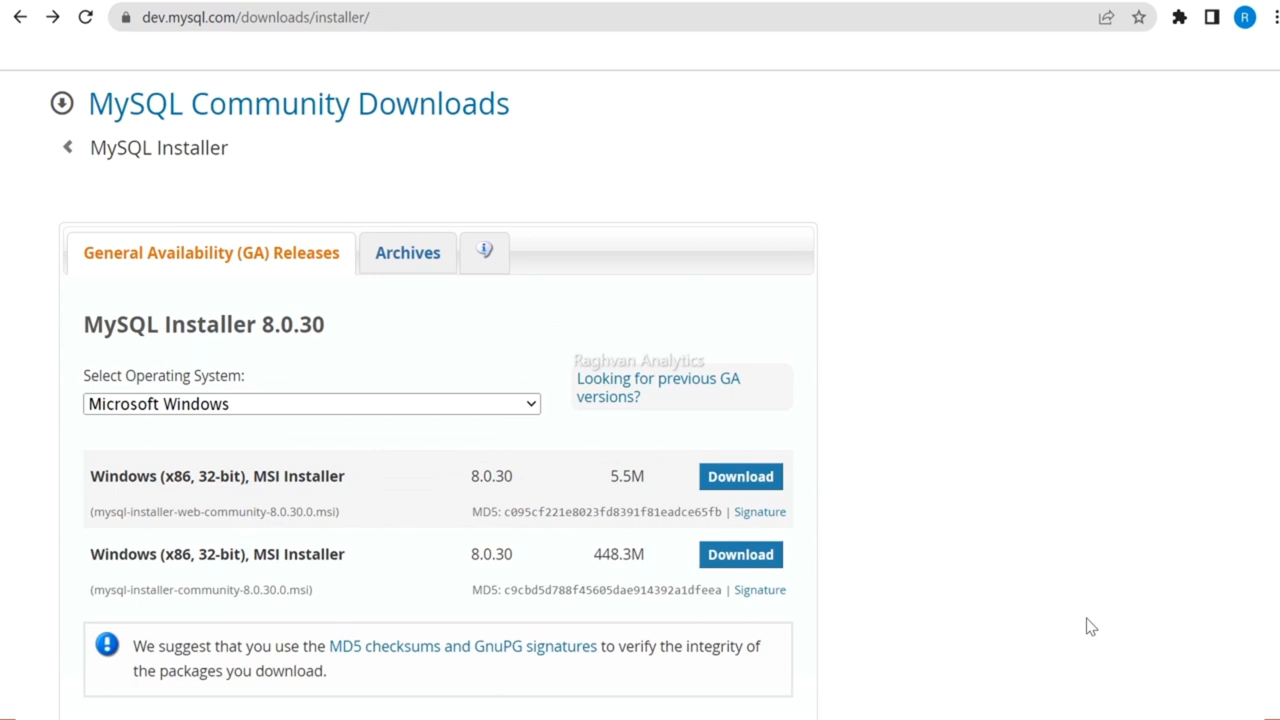 dev.mysql.com/downloads/installer/
R
MySQL Community Downloads
MySQL Installer
General Availability (GA) Releases
Archives
MySQL Installer 8.0.30
Select Operating System:
Microsoft Windows
Raghvan Analytics
Looking for previous GA
versions?
Windows (x86, 32-bit), MSI Installer 8.0.30 5.5M Download
(mysql-installer-web-community-8.0.30.0.msi) MD5: c095cf221e8023fd8391f81eadce65fb | Signature
Windows (x86, 32-bit), MSI Installer 8.0.30 448.3M Download
(mysql-installer-community-8.0.30.0.msi) MD5: c9cbd5d788f45605dae914392a1dfeea | Signature
We suggest that you use the MD5 checksums and GnuPG signatures to verify the integrity of
the packages you download.